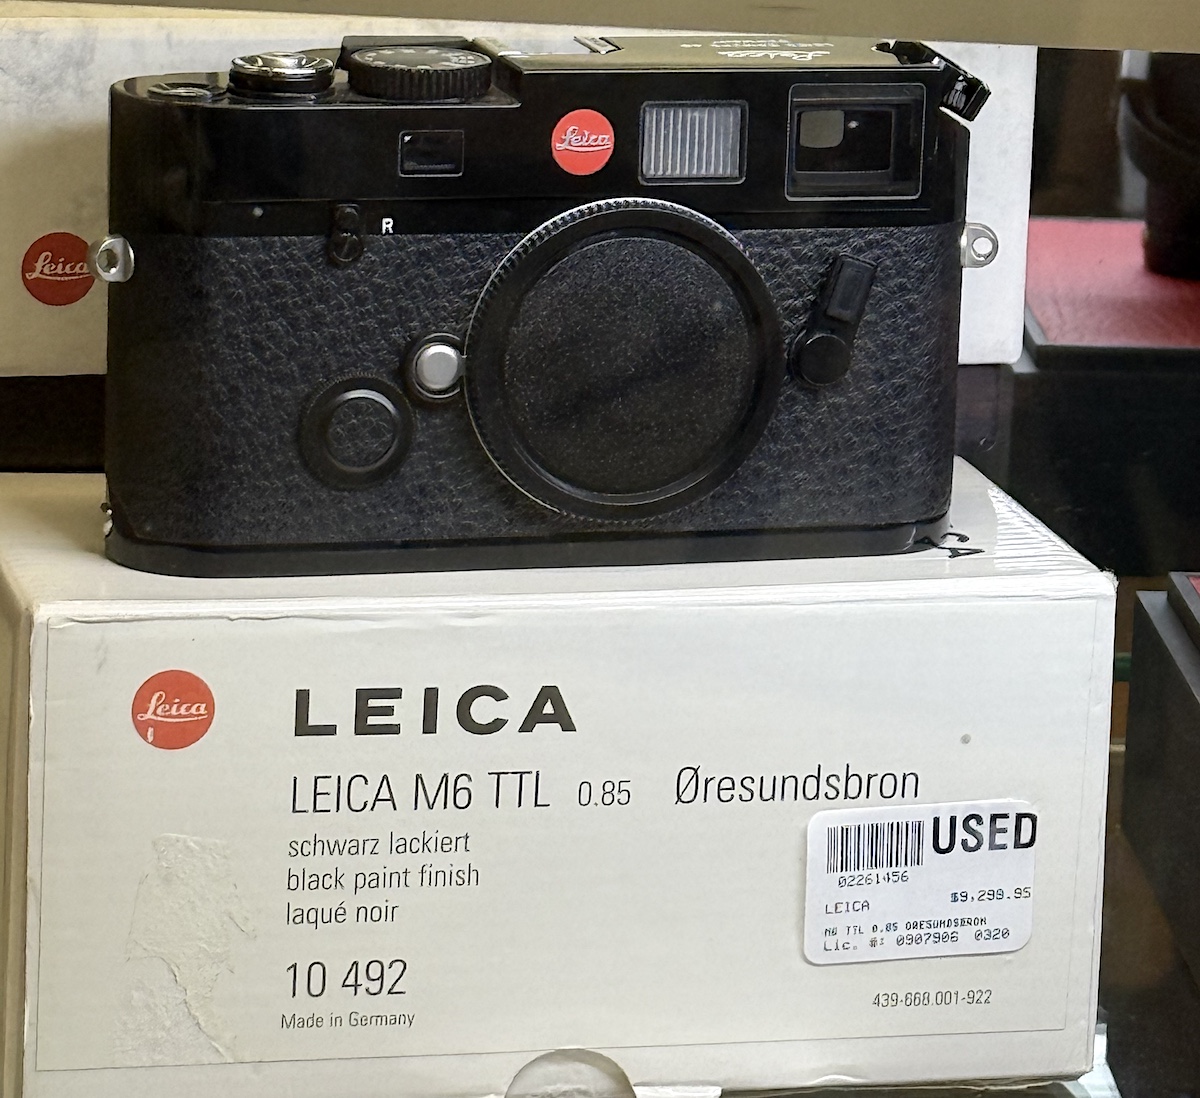 Leica
R
Leica
Leica
LEICA
LEICA M6 TTL 0.85 Øresundsbron
schwarz lackiert
black paint finish
laqué noir
10 492
Made in Germany
USED
02261456
LEICA $9,299.95
M6 TTL 0.85 ORESUNDSBRON
Lic. #: 0907906 0320
439-668.001-922